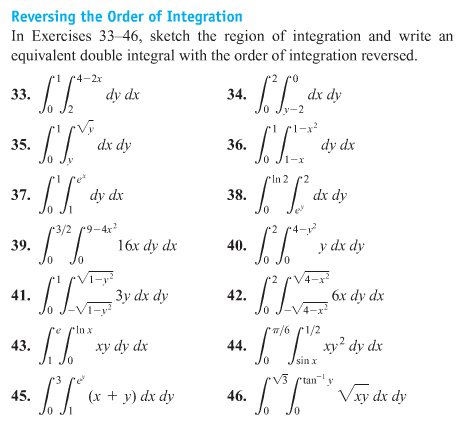 Reversing the Order of Integration
In Exercises 33–46, sketch the region of integration and write an
equivalent double integral with the order of integration reversed.
33. ∫₀¹ ∫₂^(4−2x) dy dx 34. ∫₀² ∫_(y−2)^0 dx dy
35. ∫₀¹ ∫_y^(√y) dx dy 36. ∫₀¹ ∫_(1−x)^(1−x²) dy dx
37. ∫₀¹ ∫₁^(eˣ) dy dx 38. ∫₀^(ln 2) ∫_(eʸ)^2 dx dy
39. ∫₀^(3/2) ∫₀^(9−4x²) 16x dy dx 40. ∫₀² ∫₀^(4−y²) y dx dy
41. ∫₀¹ ∫_(−√(1−y²))^(√(1−y²)) 3y dx dy 42. ∫₀² ∫_(−√(4−x²))^(√(4−x²)) 6x dy dx
43. ∫₁^e ∫₀^(ln x) xy dy dx 44. ∫₀^(π/6) ∫_(sin x)^(1/2) xy² dy dx
45. ∫₀³ ∫₁^(eʸ) (x + y) dx dy 46. ∫₀^(√3) ∫₀^(tan⁻¹ y) √(xy) dx dy